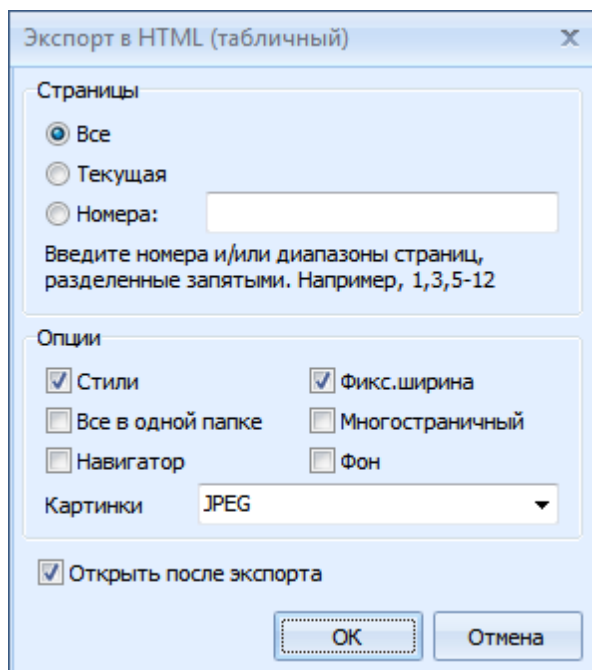 Экспорт в HTML (табличный)
Страницы
Все
Текущая
Номера:
Введите номера и/или диапазоны страниц,
разделенные запятыми. Например, 1,3,5-12
Опции
Стили
Фикс.ширина
Все в одной папке
Многостраничный
Навигатор
Фон
Картинки
JPEG
Открыть после экспорта
ОК
Отмена